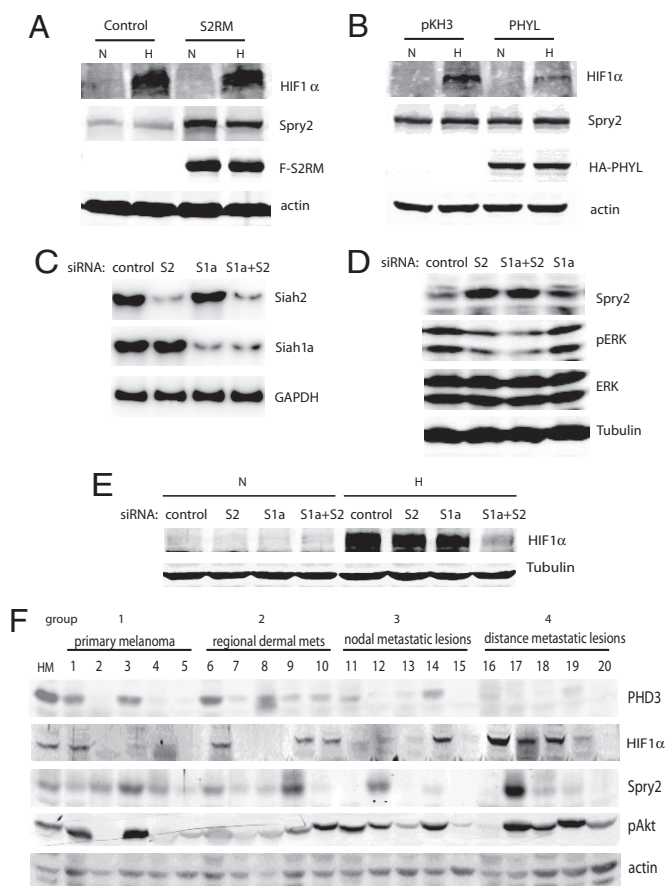 A
Control S2RM
N H N H
HIF1 α
Spry2
F-S2RM
actin
B
pKH3 PHYL
N H N H
HIF1α
Spry2
HA-PHYL
actin
C
siRNA: control S2 S1a S1a+S2
Siah2
Siah1a
GAPDH
D
siRNA: control S2 S1a+S2 S1a
Spry2
pERK
ERK
Tubulin
E
N H
siRNA: control S2 S1a S1a+S2 control S2 S1a S1a+S2
HIF1α
Tubulin
F
group 1 2 3 4
primary melanoma regional dermal mets nodal metastatic lesions distance metastatic lesions
HM 1 2 3 4 5 6 7 8 9 10 11 12 13 14 15 16 17 18 19 20
PHD3
HIF1α
Spry2
pAkt
actin